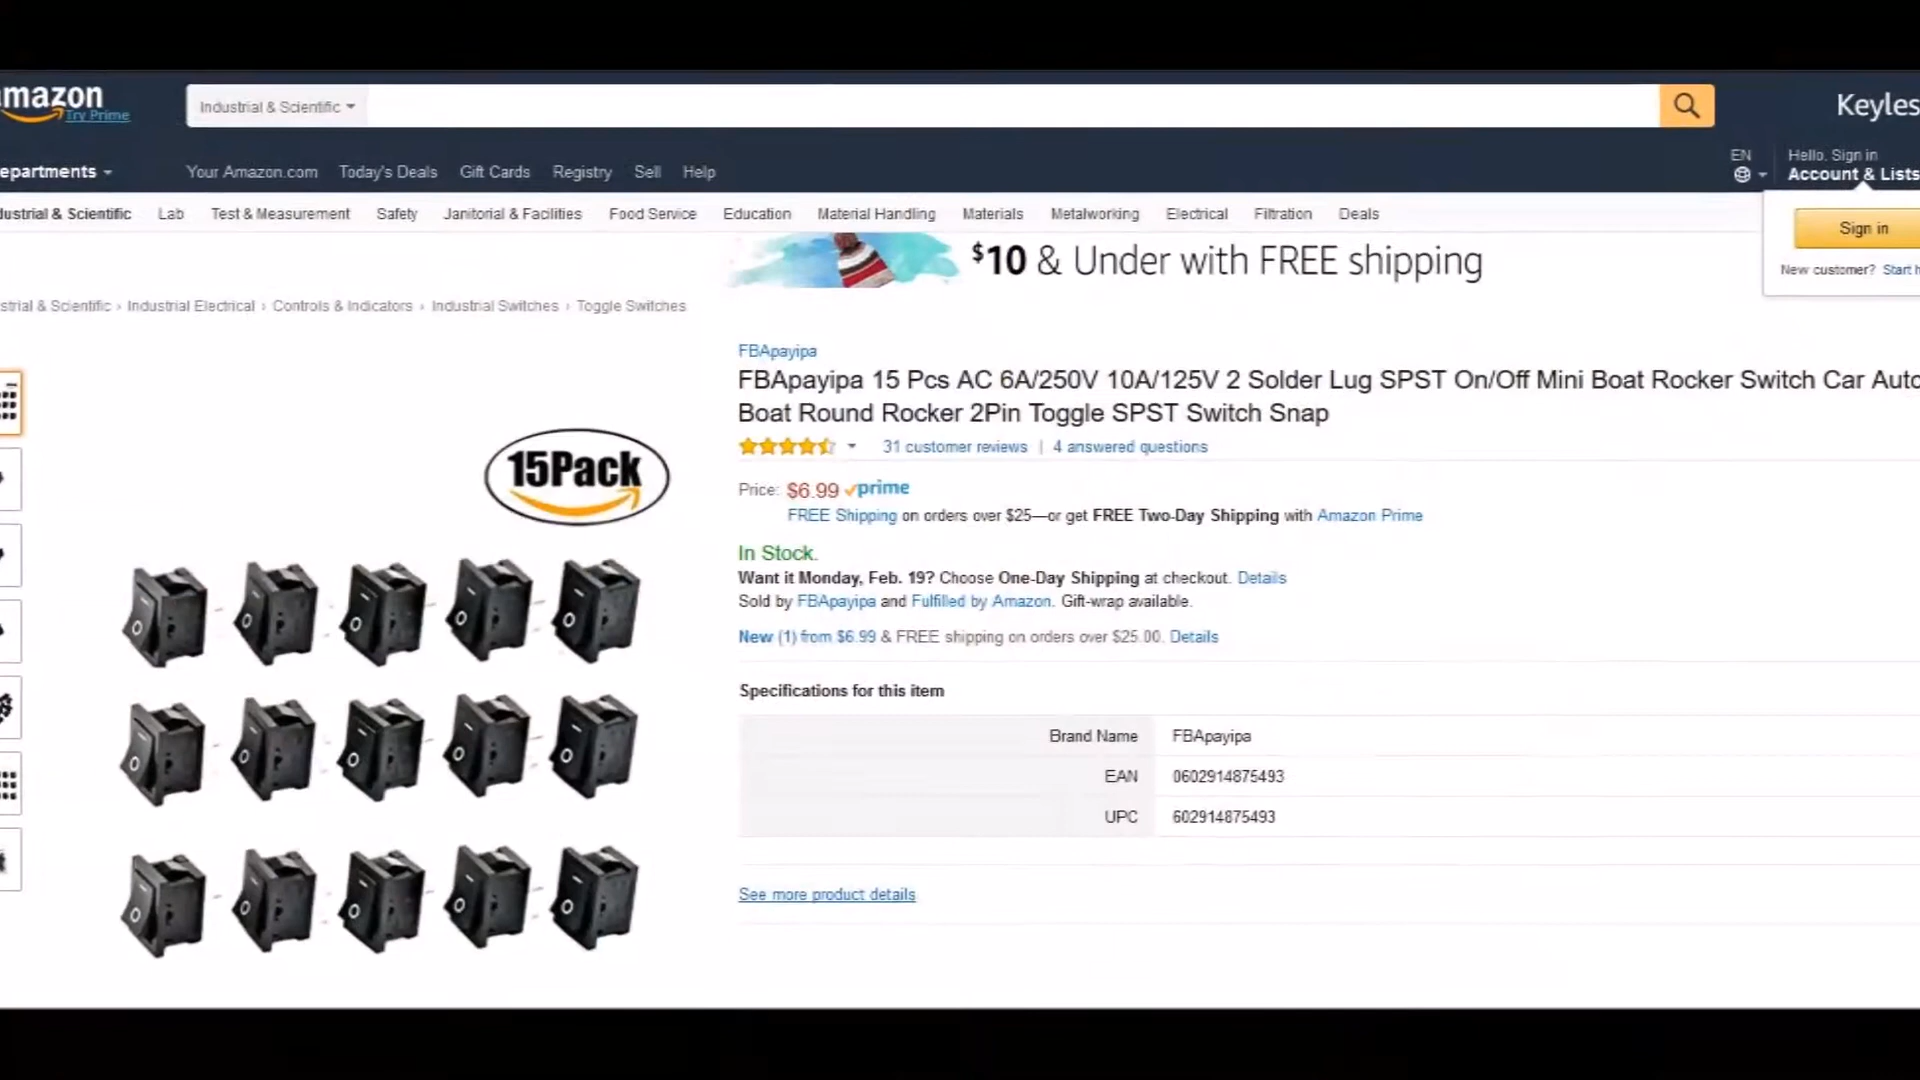 amazon
Try Prime
Industrial & Scientific
Keyles
epartments
Your Amazon.com Today's Deals Gift Cards Registry Sell Help
EN
Hello. Sign in
Account & Lists
dustrial & Scientific Lab Test & Measurement Safety Janitorial & Facilities Food Service Education Material Handling Materials Metalworking Electrical Filtration Deals
Sign in
New customer? Start h
$10 & Under with FREE shipping
strial & Scientific › Industrial Electrical › Controls & Indicators › Industrial Switches › Toggle Switches
FBApayipa
FBApayipa 15 Pcs AC 6A/250V 10A/125V 2 Solder Lug SPST On/Off Mini Boat Rocker Switch Car Auto
Boat Round Rocker 2Pin Toggle SPST Switch Snap
31 customer reviews | 4 answered questions
15Pack
Price: $6.99 prime
FREE Shipping on orders over $25—or get FREE Two-Day Shipping with Amazon Prime
In Stock.
Want it Monday, Feb. 19? Choose One-Day Shipping at checkout. Details
Sold by FBApayipa and Fulfilled by Amazon. Gift-wrap available.
New (1) from $6.99 & FREE shipping on orders over $25.00. Details
Specifications for this item
Brand Name FBApayipa
EAN 0602914875493
UPC 602914875493
See more product details